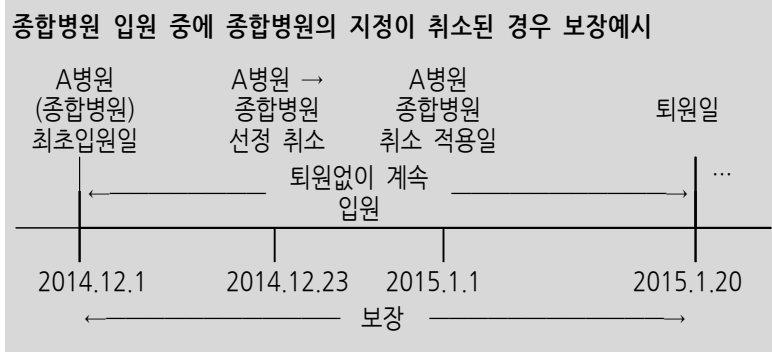 종합병원 입원 중에 종합병원의 지정이 취소된 경우 보장예시
A병원 (종합병원) 최초입원일
A병원 → 종합병원 선정 취소
A병원 종합병원 취소 적용일
퇴원일
← 퇴원없이 계속 입원 →
…
2014.12.1 2014.12.23 2015.1.1 2015.1.20
← 보장 →